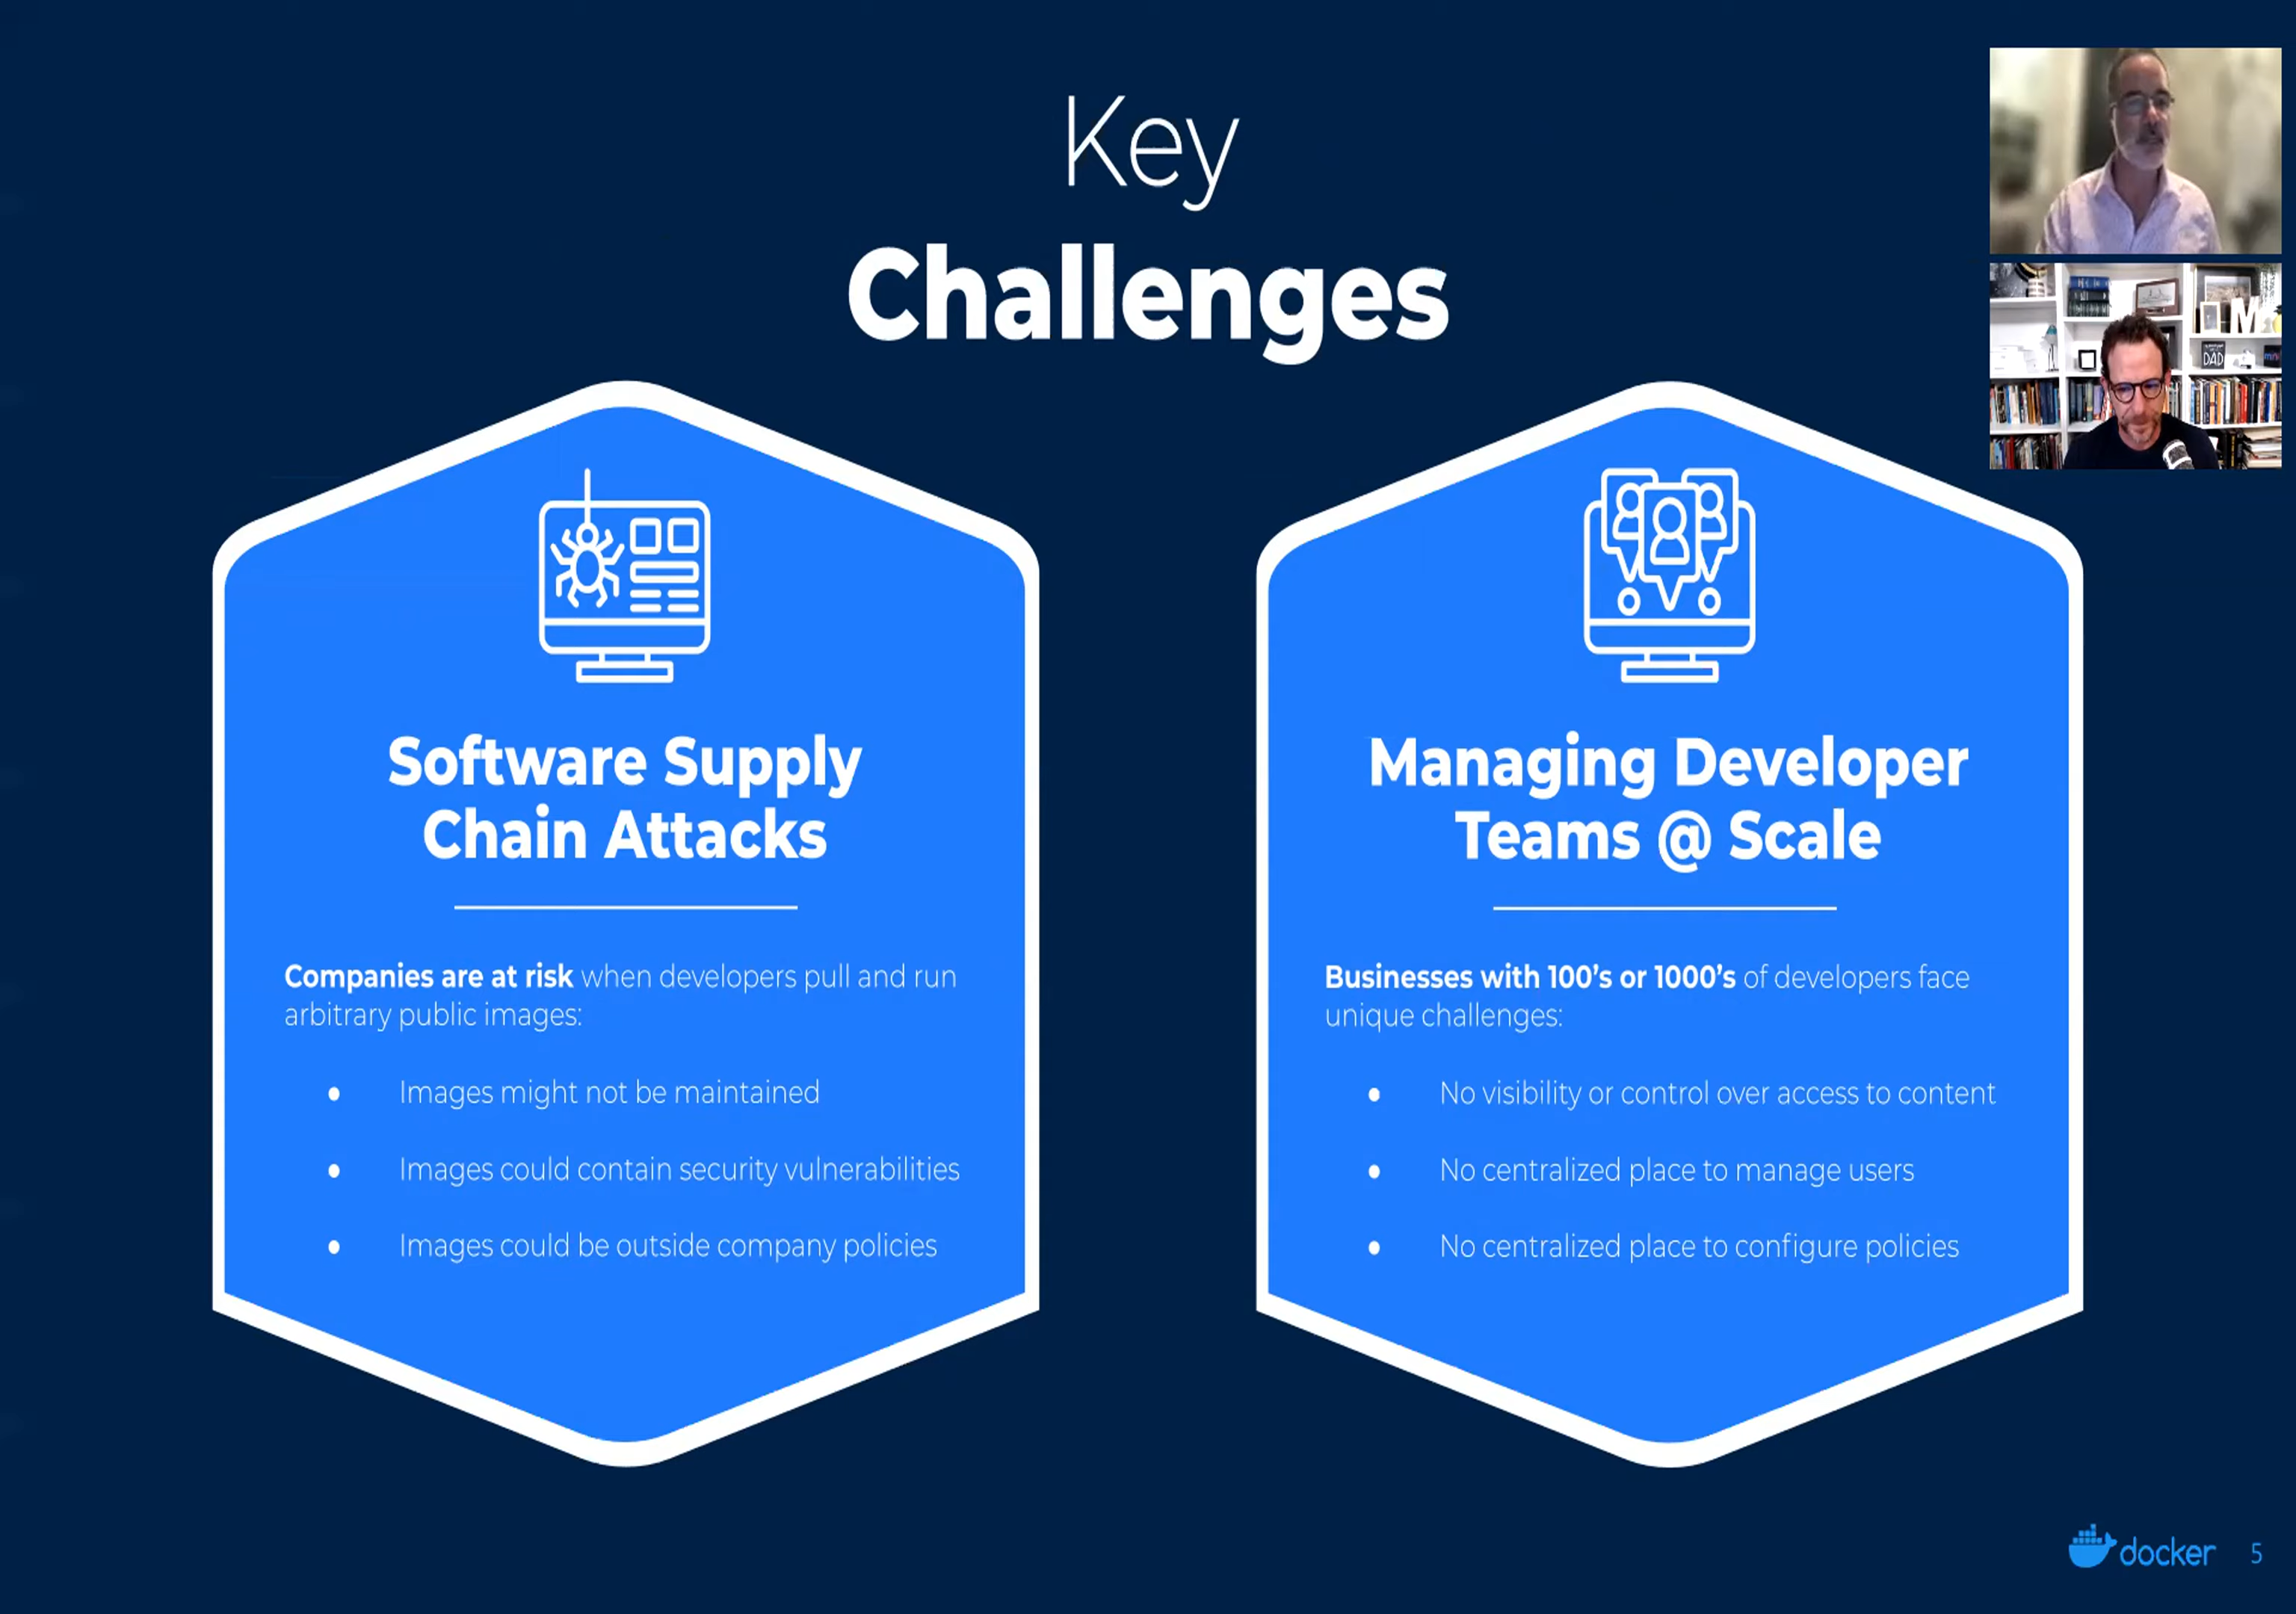 Key
Challenges
Software Supply
Chain Attacks
Companies are at risk when developers pull and run
arbitrary public images:
● Images might not be maintained
● Images could contain security vulnerabilities
● Images could be outside company policies
Managing Developer
Teams @ Scale
Businesses with 100’s or 1000’s of developers face
unique challenges:
● No visibility or control over access to content
● No centralized place to manage users
● No centralized place to configure policies
M
DAD
docker 5